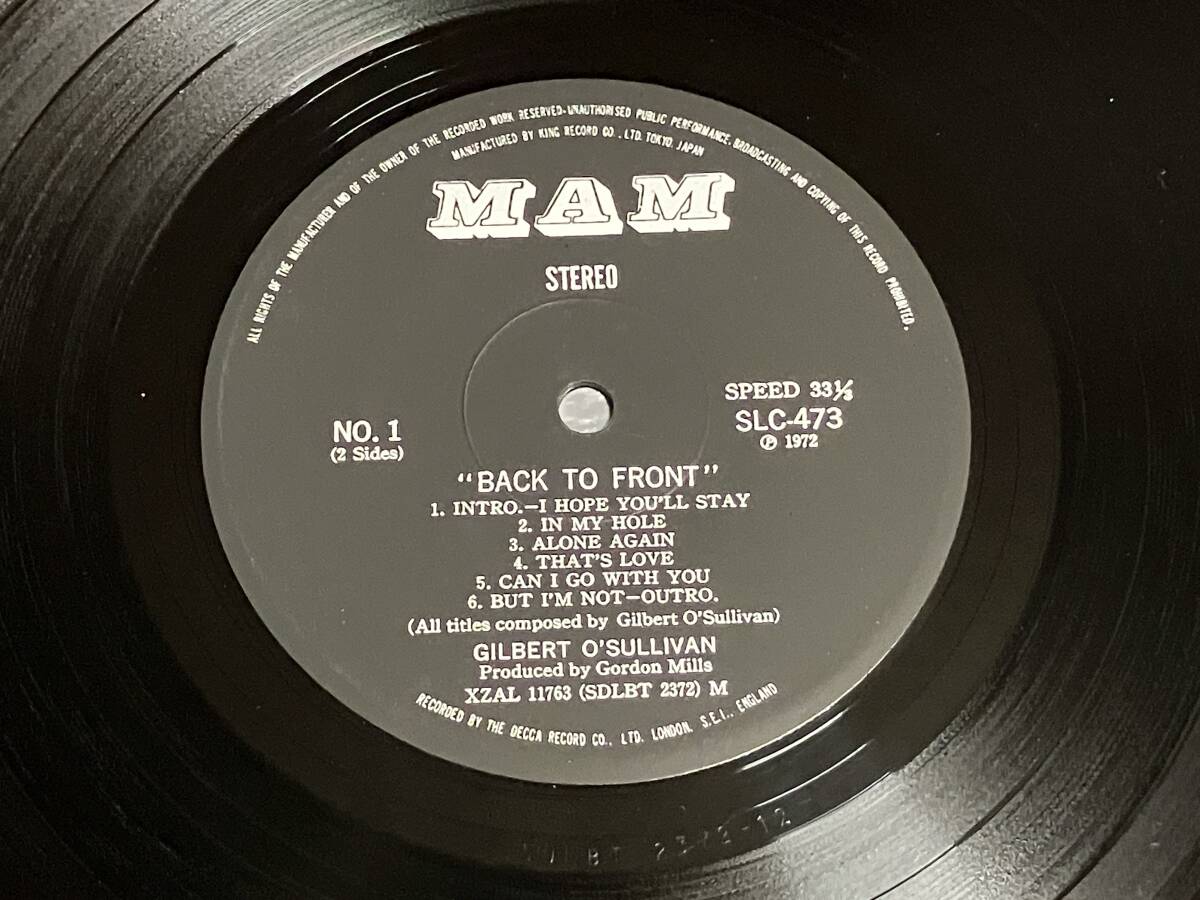 ALL RIGHTS OF THE MANUFACTURER AND OF THE OWNER OF THE RECORDED WORK RESERVED·UNAUTHORISED PUBLIC PERFORMANCE, BROADCASTING AND COPYING OF THIS RECORD PROHIBITED.
MANUFACTURED BY KING RECORD CO., LTD. TOKYO, JAPAN
MAM
STEREO
SPEED 33⅓
SLC-473
Ⓟ 1972
NO. 1
(2 Sides)
"BACK TO FRONT"
1. INTRO.—I HOPE YOU'LL STAY
2. IN MY HOLE
3. ALONE AGAIN
4. THAT'S LOVE
5. CAN I GO WITH YOU
6. BUT I'M NOT—OUTRO.
(All titles composed by Gilbert O'Sullivan)
GILBERT O'SULLIVAN
Produced by Gordon Mills
XZAL 11763 (SDLBT 2372) M
RECORDED BY THE DECCA RECORD CO., LTD. LONDON. S.E.I., ENGLAND